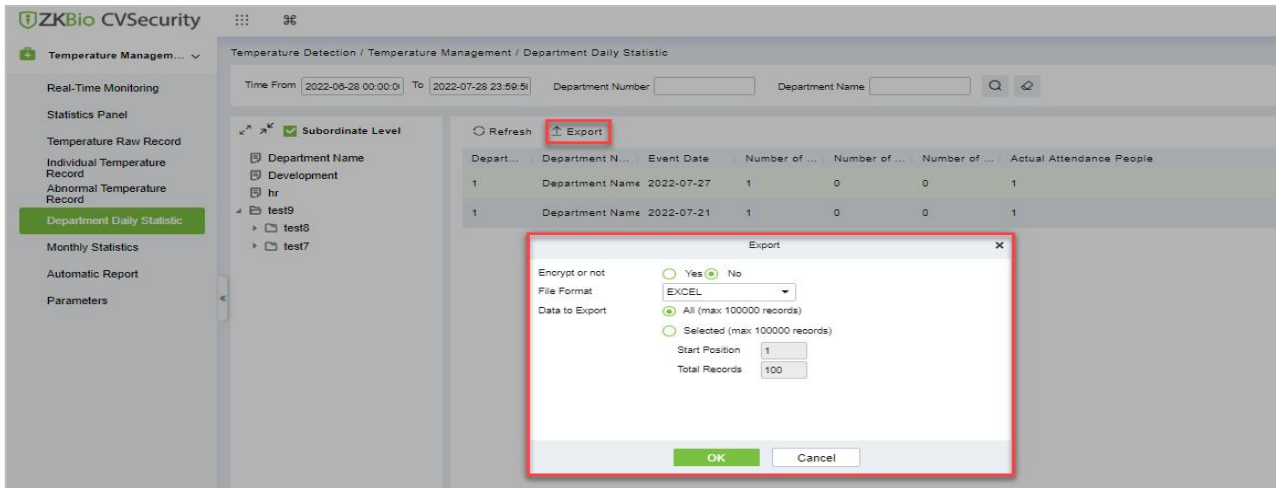 ZKBio CVSecurity
Temperature Managem...
Real-Time Monitoring
Statistics Panel
Temperature Raw Record
Individual Temperature
Record
Abnormal Temperature
Record
Department Daily Statistic
Monthly Statistics
Automatic Report
Parameters
Temperature Detection / Temperature Management / Department Daily Statistic
Time From 2022-06-28 00:00:0 To 2022-07-28 23:59:5 Department Number Department Name
Subordinate Level
Department Name
Development
hr
test9
test8
test7
Refresh Export
Depart... Department N... Event Date Number of ... Number of ... Number of ... Actual Attendance People
1 Department Name 2022-07-27 1 0 0 1
1 Department Name 2022-07-21 1 0 0 1
Export
Encrypt or not Yes No
File Format EXCEL
Data to Export All (max 100000 records)
Selected (max 100000 records)
Start Position 1
Total Records 100
OK Cancel